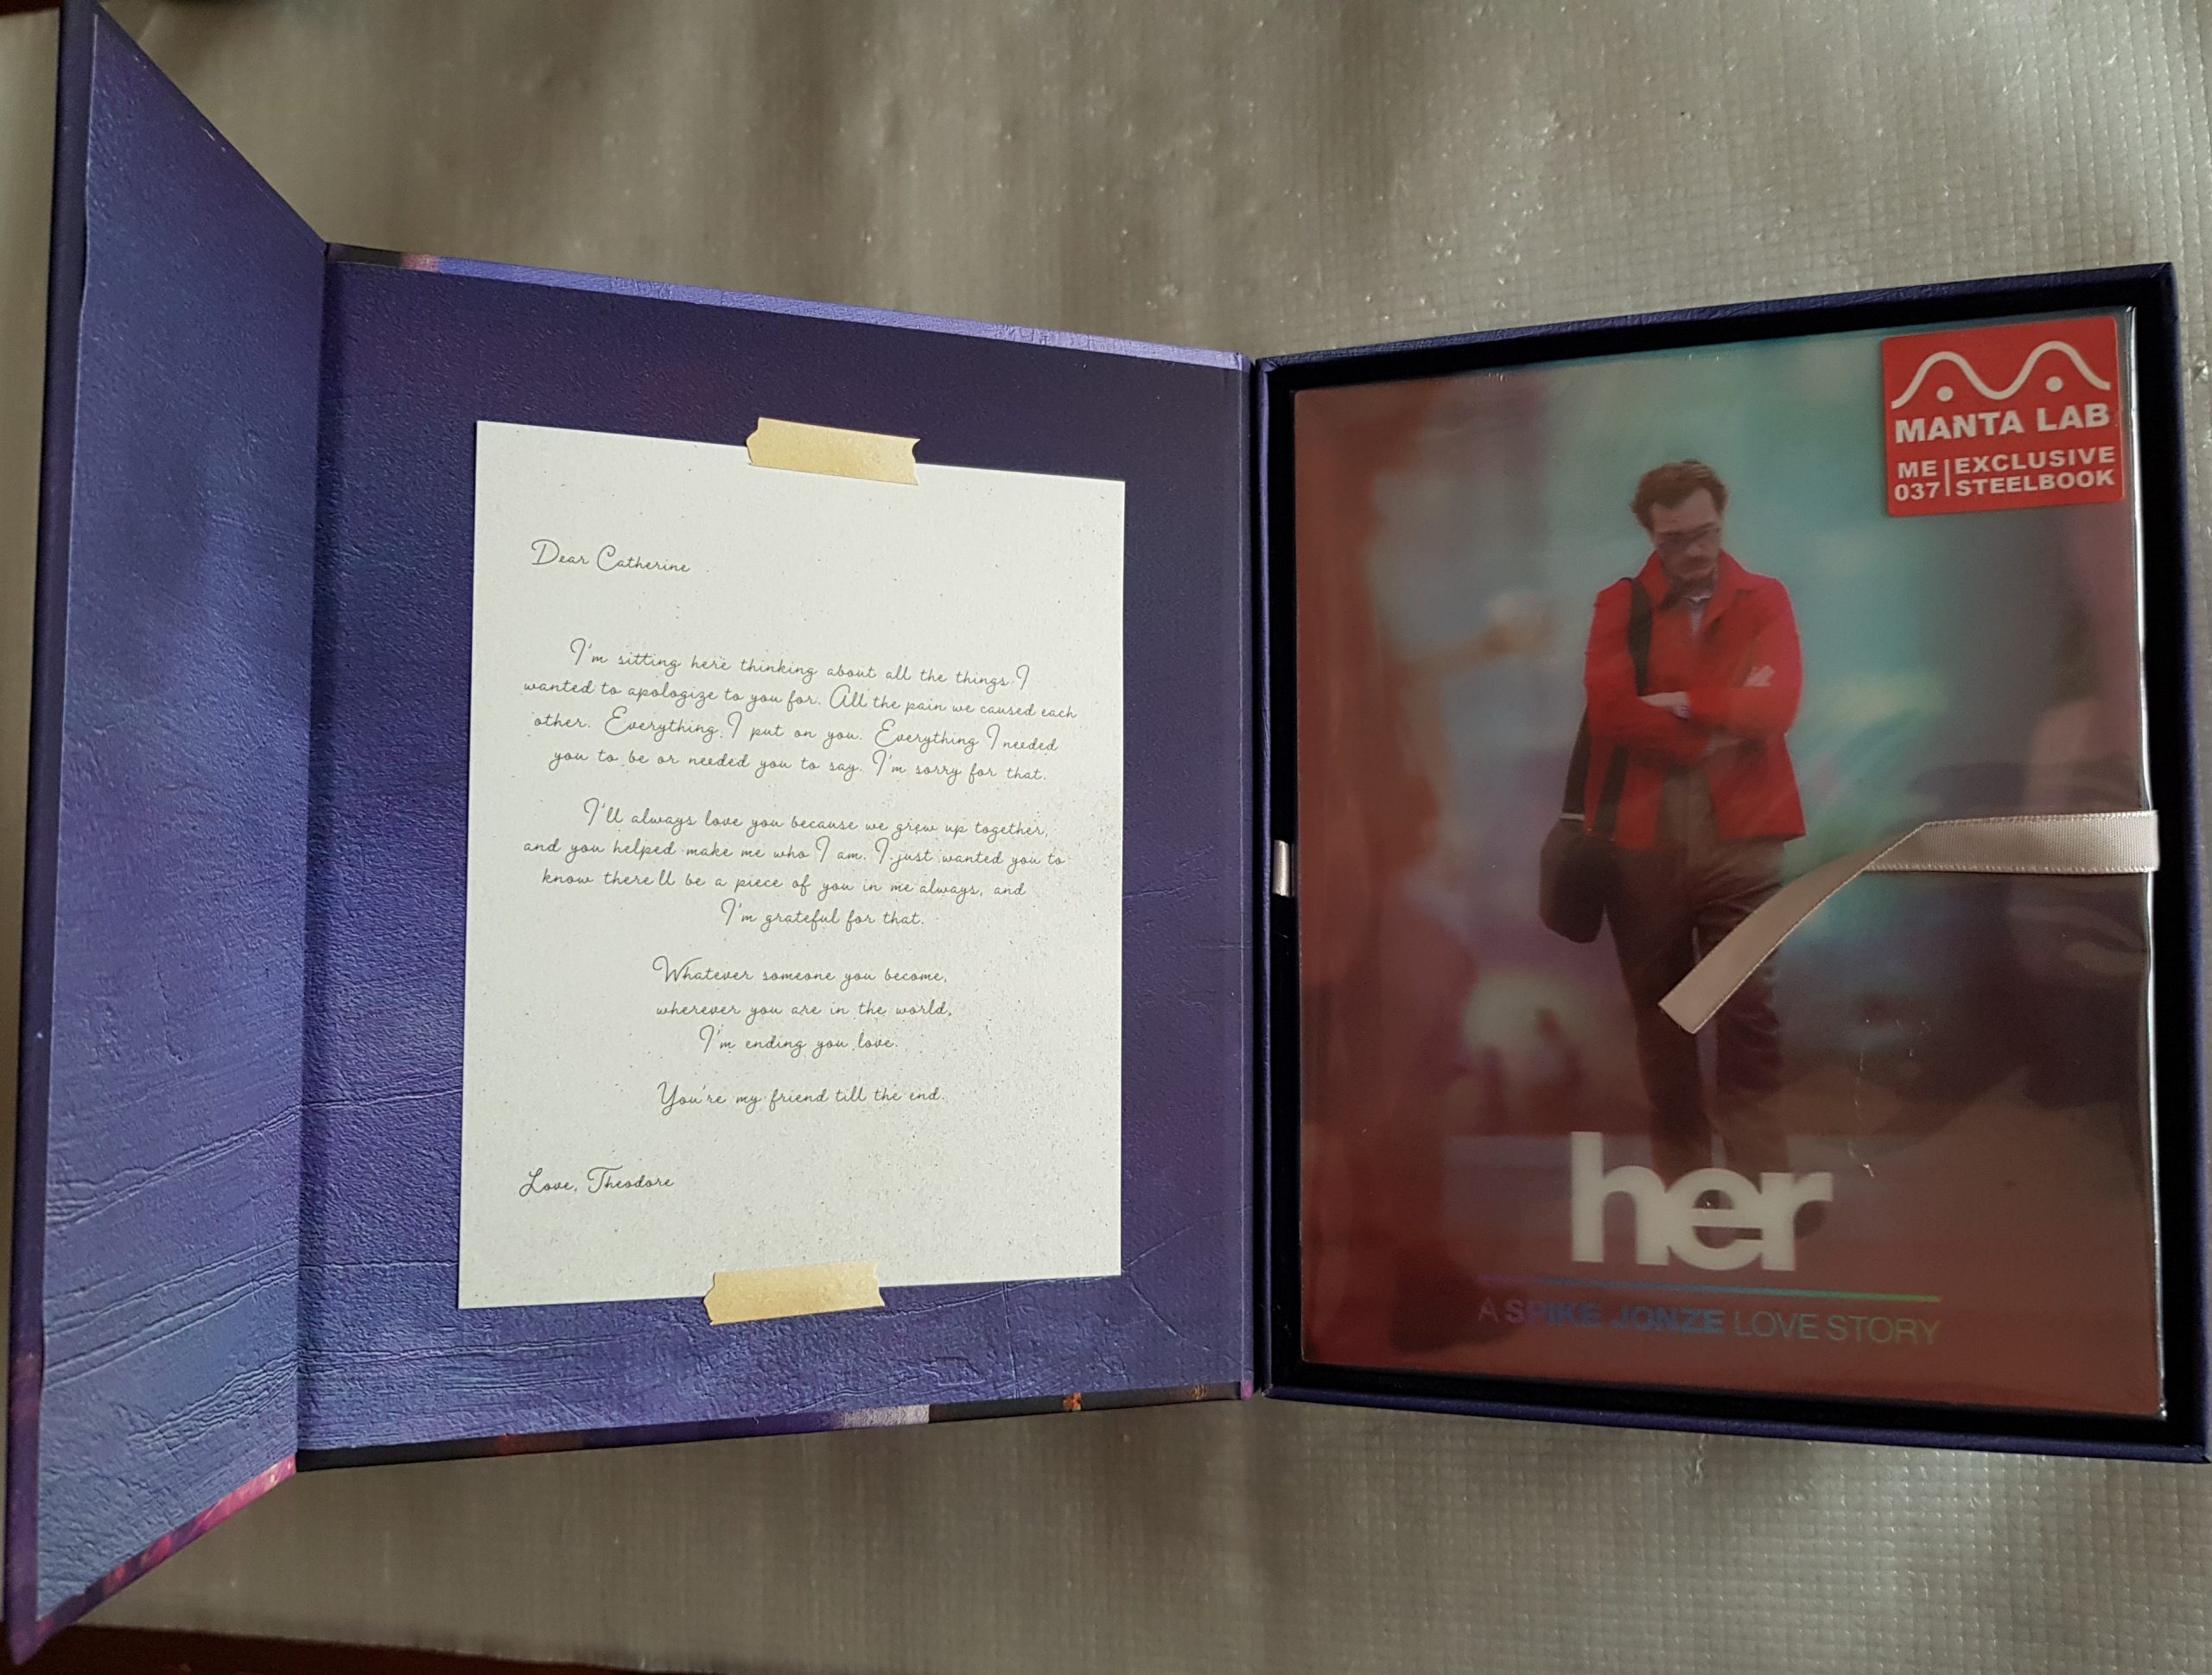 Dear Catherine
I'm sitting here thinking about all the things I
wanted to apologize to you for. All the pain we caused each
other. Everything I put on you. Everything I needed
you to be or needed you to say. I'm sorry for that.
I'll always love you because we grew up together,
and you helped make me who I am. I just wanted you to
know there'll be a piece of you in me always, and
I'm grateful for that.
Whatever someone you become,
wherever you are in the world,
I'm ending you love.
You're my friend till the end.
Love, Theodore
MANTA LAB
ME 037 | EXCLUSIVE STEELBOOK
her
A SPIKE JONZE LOVE STORY